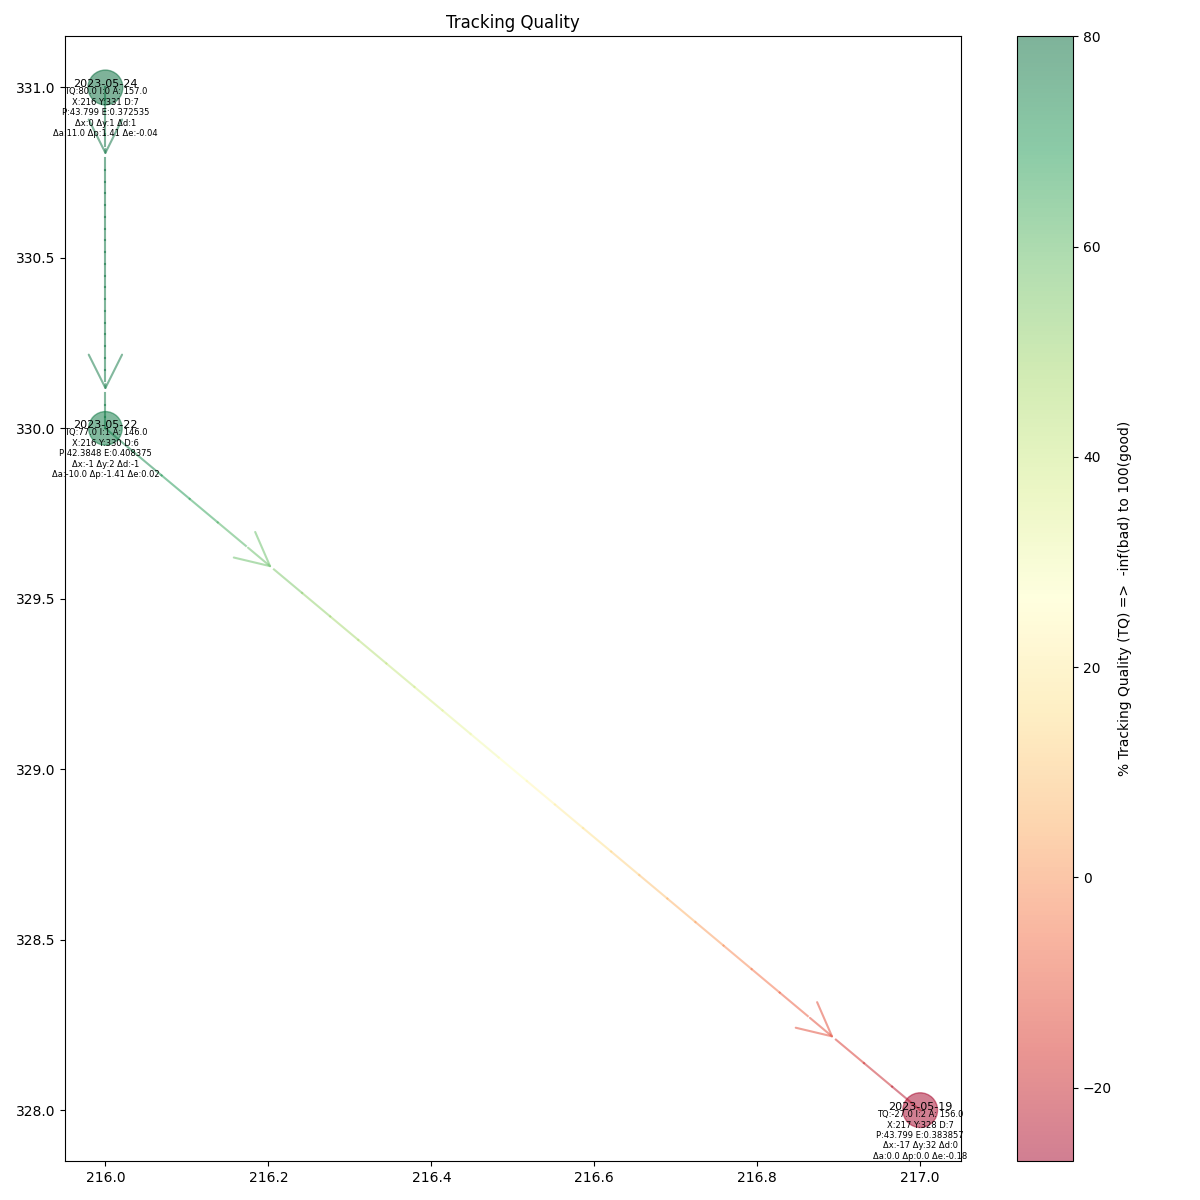 Tracking Quality
331.0
330.5
330.0
329.5
329.0
328.5
328.0
216.0
216.2
216.4
216.6
216.8
217.0
2023-05-24
TQ:80.0 I:0 A: 157.0
X:216 Y:331 D:7
P:43.799 E:0.372535
Δx:0 Δy:1 Δd:1
Δa:11.0 Δp:1.41 Δe:-0.04
2023-05-22
TQ:77.0 I:1 A: 146.0
X:216 Y:330 D:6
P:42.3848 E:0.408375
Δx:-1 Δy:2 Δd:-1
Δa:-10.0 Δp:-1.41 Δe:0.02
2023-05-19
TQ:-27.0 I:2 A: 156.0
X:217 Y:328 D:7
P:43.799 E:0.383857
Δx:-17 Δy:32 Δd:0
Δa:0.0 Δp:0.0 Δe:-0.18
80
60
40
20
0
−20
% Tracking Quality (TQ) =>  -inf(bad) to 100(good)